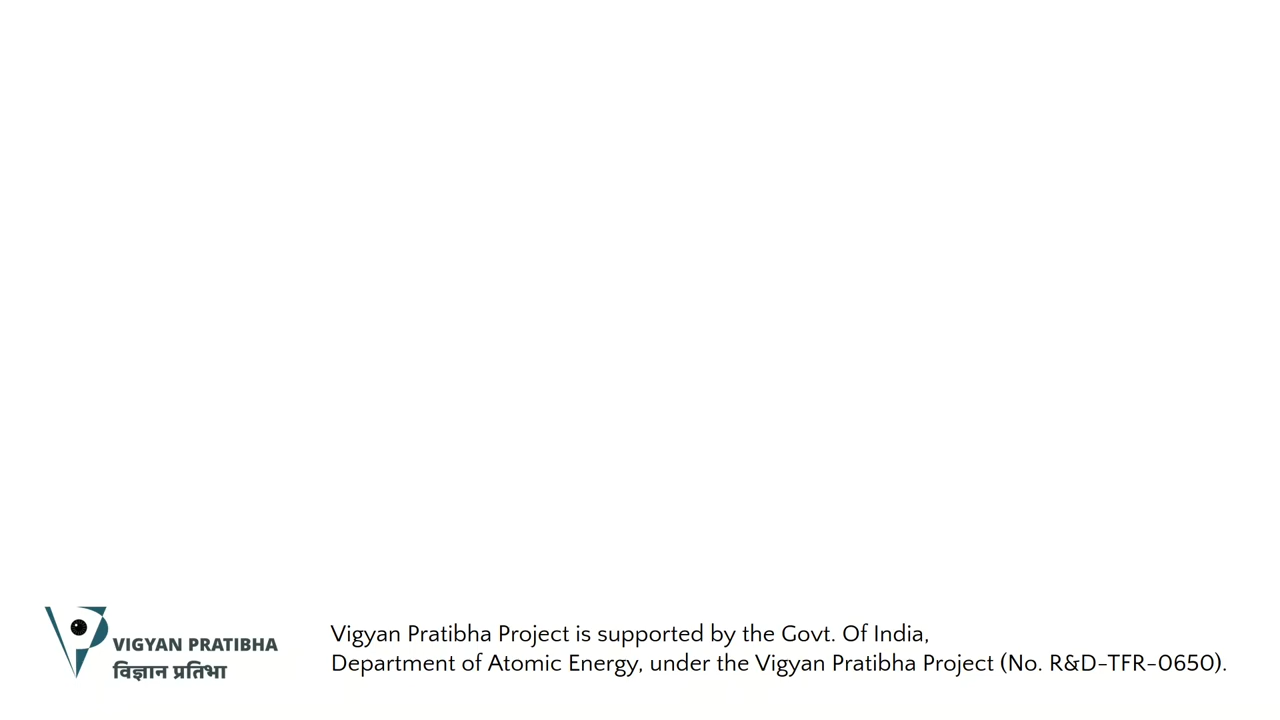 VIGYAN PRATIBHA
विज्ञान प्रतिभा
Vigyan Pratibha Project is supported by the Govt. Of India,
Department of Atomic Energy, under the Vigyan Pratibha Project (No. R&D-TFR-0650).